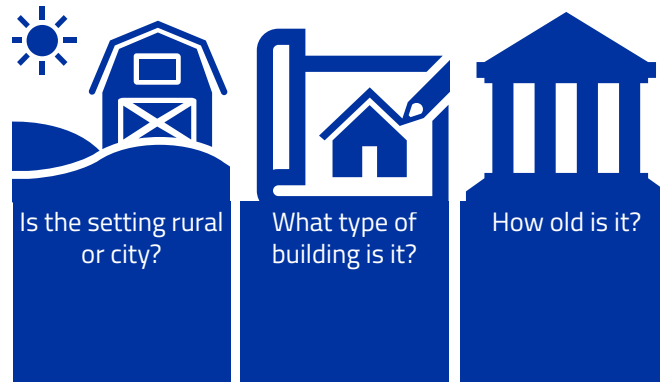 Is the setting rural
or city?
What type of
building is it?
How old is it?